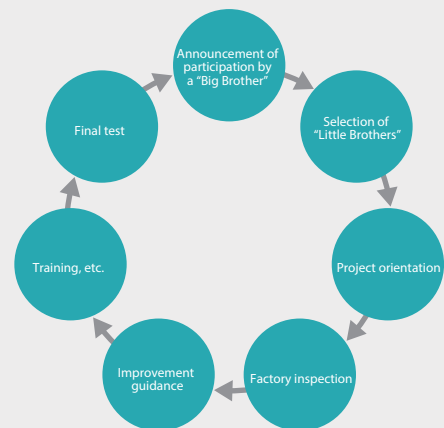 Announcement of
participation by
a “Big Brother”
Selection of
“Little Brothers”
Project orientation
Factory inspection
Improvement
guidance
Training, etc.
Final test